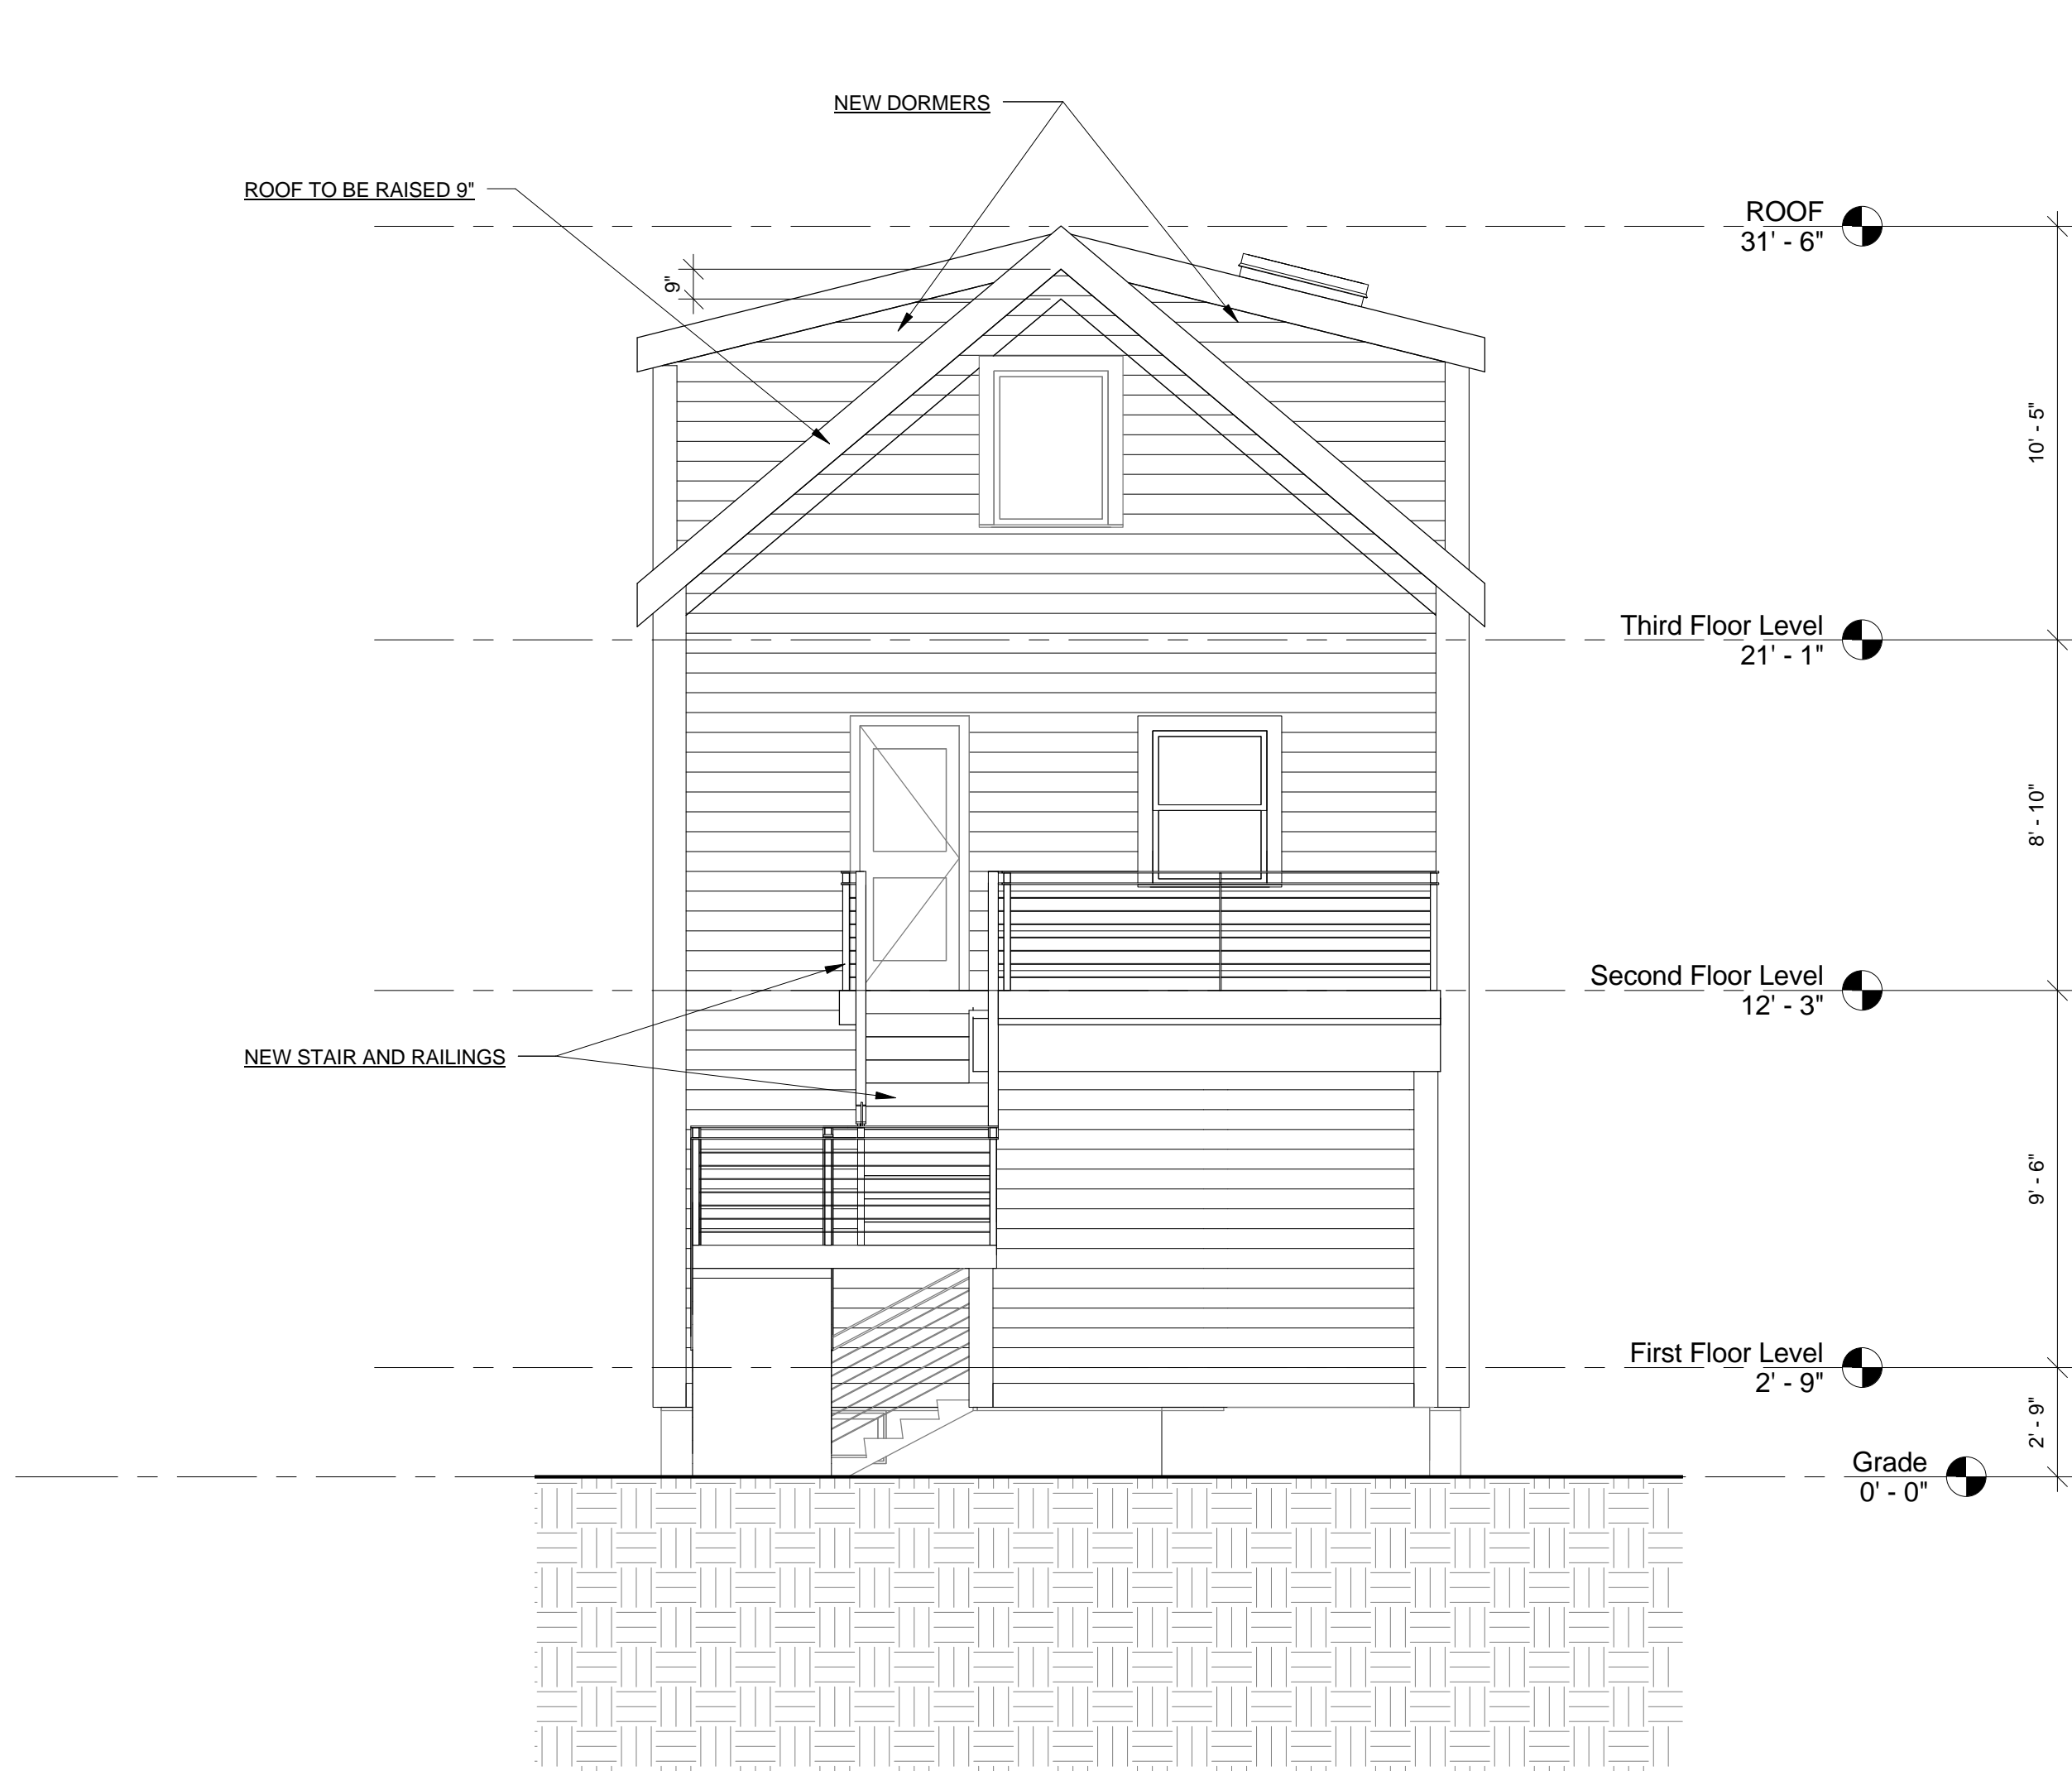 NEW DORMERS
ROOF TO BE RAISED 9"
ROOF
31' - 6"
9"
10' - 5"
Third Floor Level
21' - 1"
8' - 10"
Second Floor Level
12' - 3"
NEW STAIR AND RAILINGS
9' - 6"
First Floor Level
2' - 9"
2' - 9"
Grade
0' - 0"